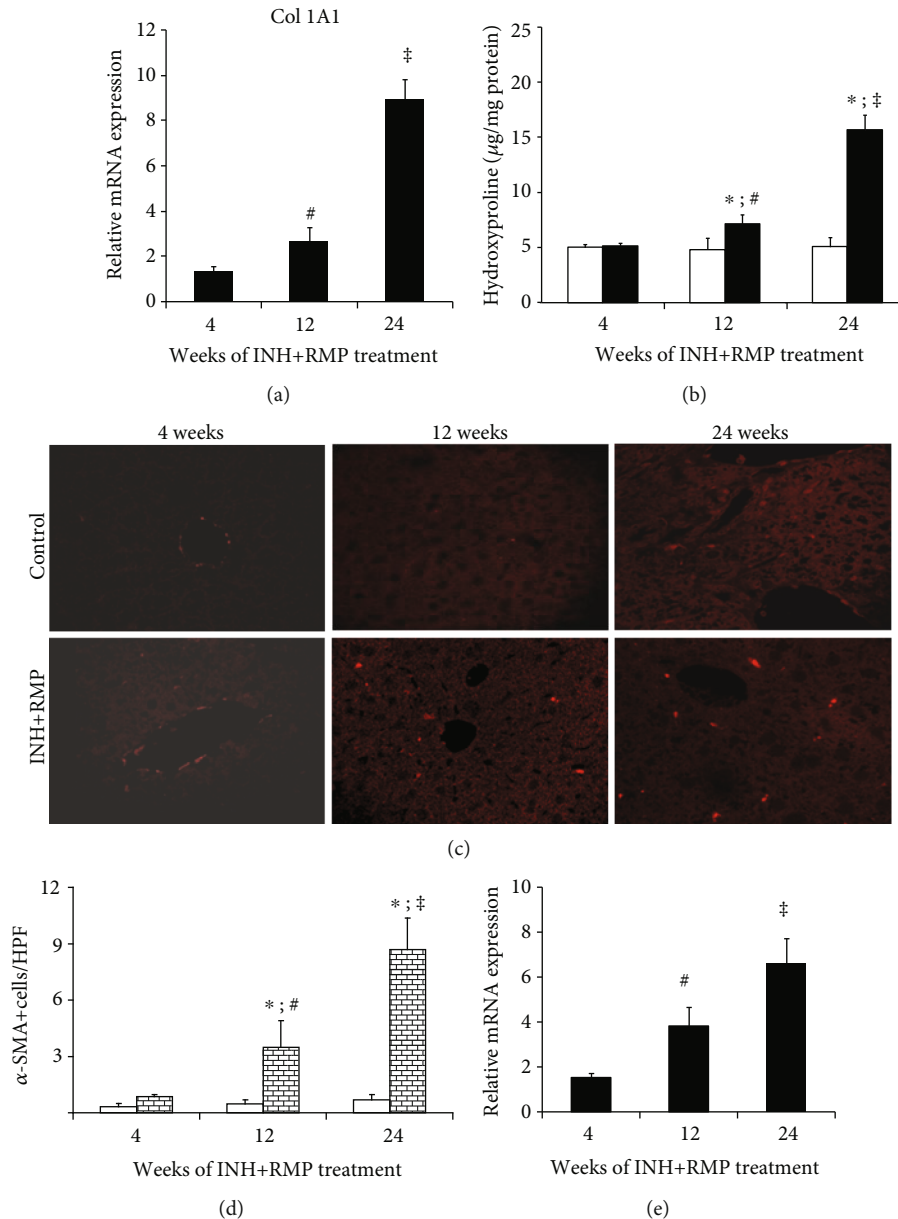 Col 1A1
Relative mRNA expression
12
10
8
6
4
2
0
#
‡
4
12
24
Weeks of INH+RMP treatment
(a)
Hydroxyproline (µg/mg protein)
25
20
15
10
5
0
* ; #
* ; ‡
4
12
24
Weeks of INH+RMP treatment
(b)
4 weeks
12 weeks
24 weeks
Control
INH+RMP
(c)
α-SMA+cells/HPF
12
9
6
3
* ; #
* ; ‡
4
12
24
Weeks of INH+RMP treatment
(d)
Relative mRNA expression
10
8
6
4
2
0
#
‡
4
12
24
Weeks of INH+RMP treatment
(e)